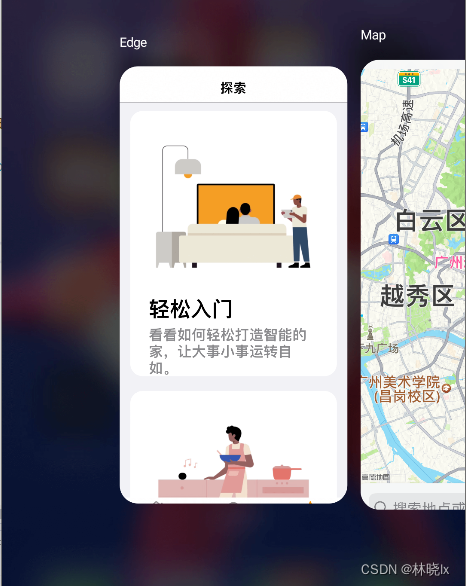 Edge
Map
探索
S41
机场高速
白云区
广州
越秀区
轻松入门
看看如何轻松打造智能的
家，让大事小事运转自
如。
广州美术学院
(昌岗校区)
搜索地点或
CSDN @林晓lx